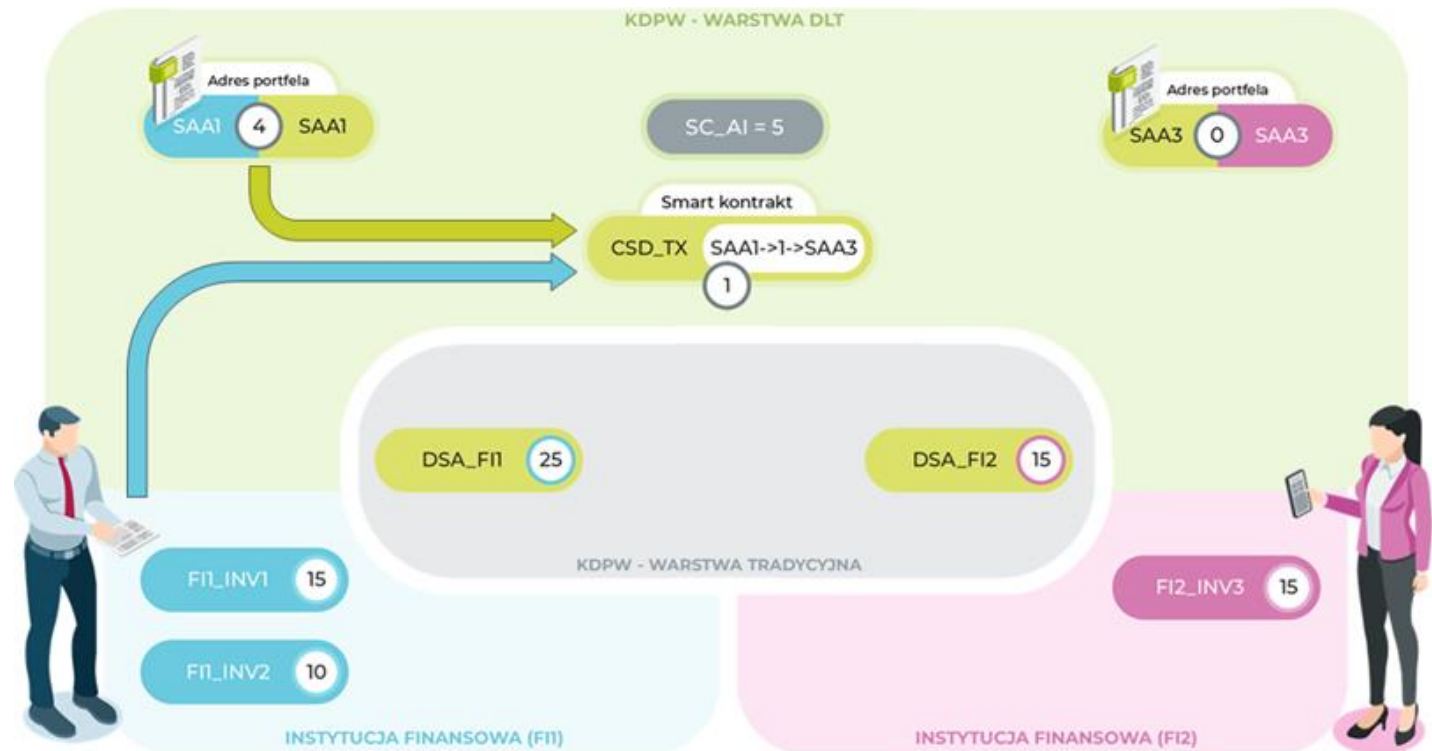 KDPW - WARSTWA DLT
Adres portfela
SAA1 4 SAA1
SC_AI = 5
Adres portfela
SAA3 0 SAA3
Smart kontrakt
CSD_TX SAA1->1->SAA3
1
DSA_FI1 25
DSA_FI2 15
KDPW - WARSTWA TRADYCYJNA
FI1_INV1 15
FI2_INV3 15
FI1_INV2 10
INSTYTUCJA FINANSOWA (FI1)
INSTYTUCJA FINANSOWA (FI2)